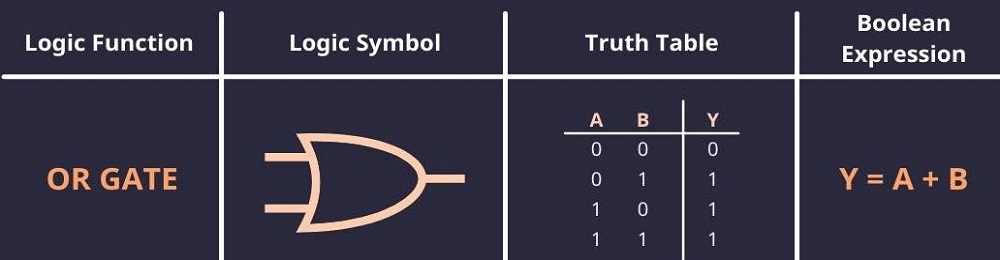 Logic Function
Logic Symbol
Truth Table
Boolean
Expression
OR GATE
A B Y
0 0 0
0 1 1
1 0 1
1 1 1
Y = A + B